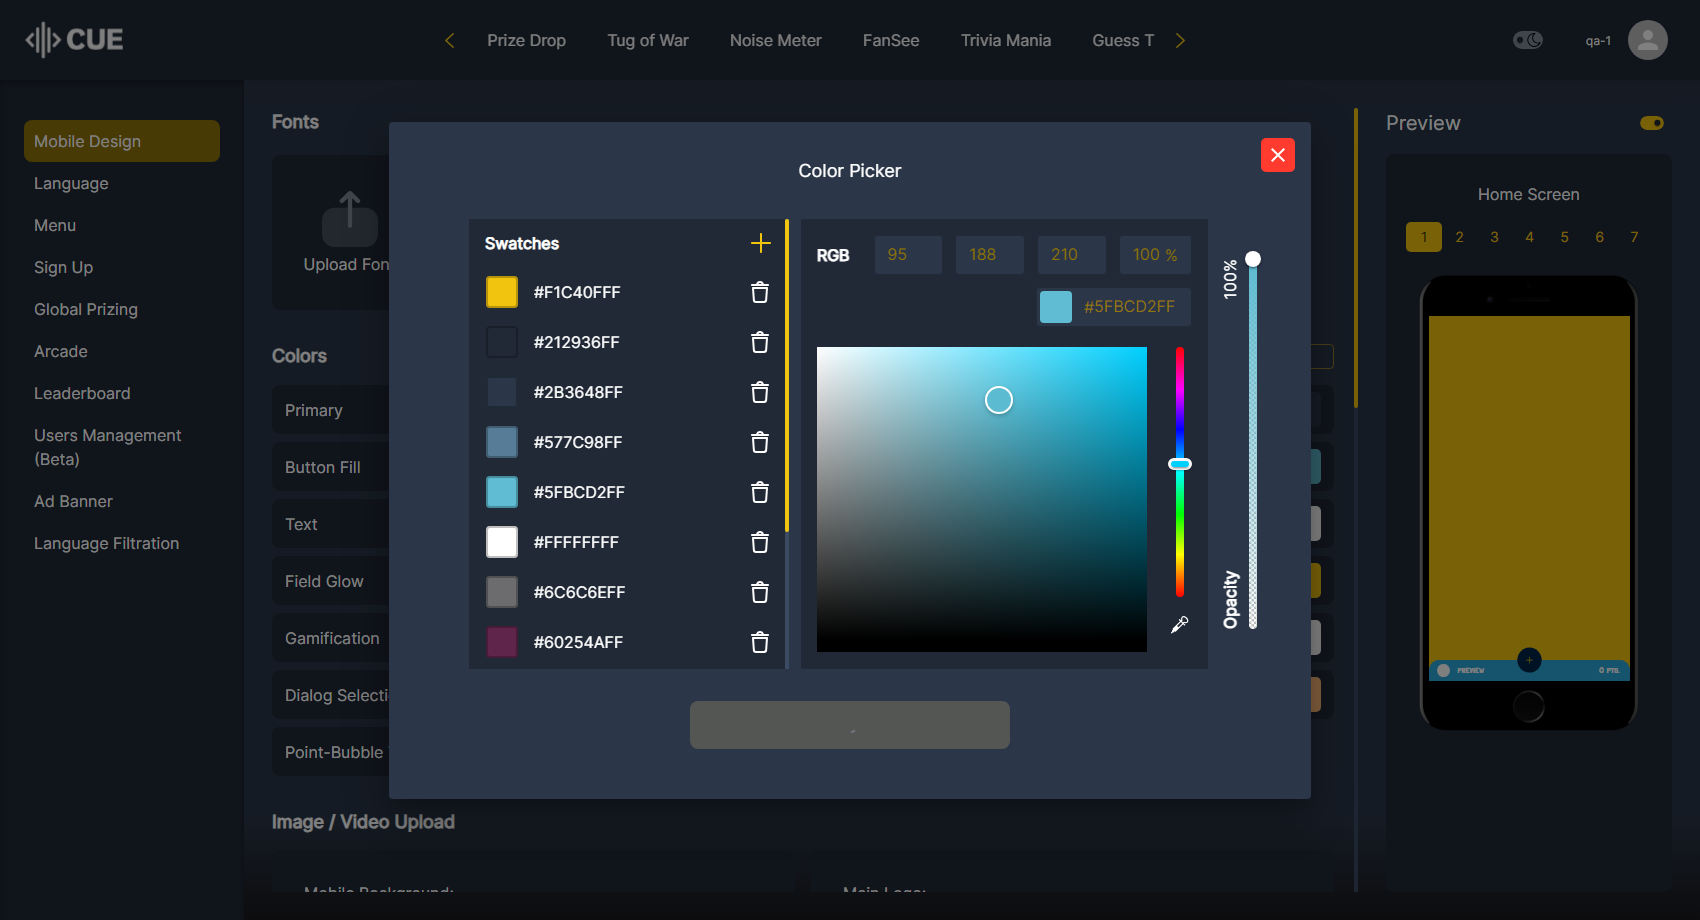 CUE
Prize Drop
Tug of War
Noise Meter
FanSee
Trivia Mania
Guess T
qa-1
Mobile Design
Language
Menu
Sign Up
Global Prizing
Arcade
Leaderboard
Users Management
(Beta)
Ad Banner
Language Filtration
Fonts
Upload Fon
Colors
Primary
Button Fill
Text
Field Glow
Gamification
Dialog Selecti
Point-Bubble
Image / Video Upload
Mobile Background:
Main Logo:
Color Picker
Swatches
#F1C40FFF
#212936FF
#2B3648FF
#577C98FF
#5FBCD2FF
#FFFFFFFF
#6C6C6EFF
#60254AFF
RGB
95
188
210
100 %
#5FBCD2FF
100%
Opacity
Preview
Home Screen
1 2 3 4 5 6 7
PREVIEW
0 PTS.